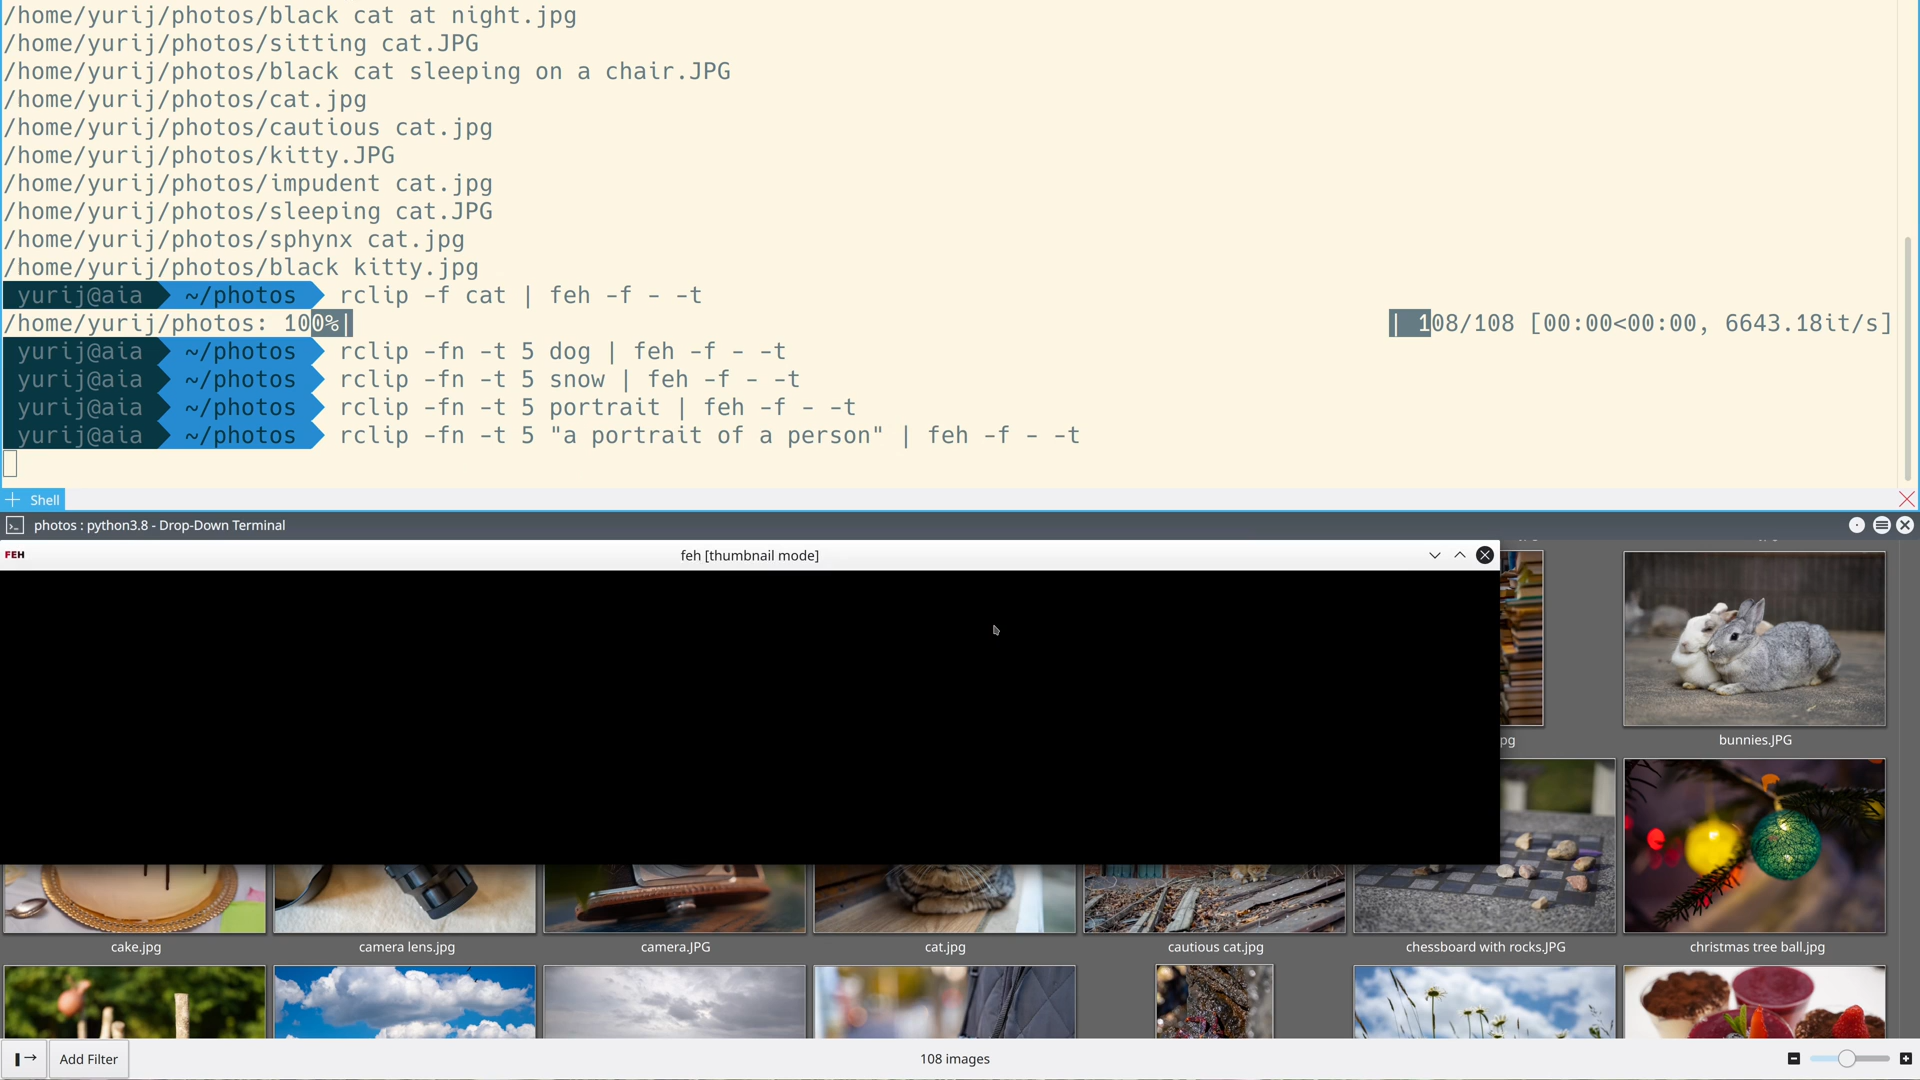 /home/yurij/photos/black cat at night.jpg
/home/yurij/photos/sitting cat.JPG
/home/yurij/photos/black cat sleeping on a chair.JPG
/home/yurij/photos/cat.jpg
/home/yurij/photos/cautious cat.jpg
/home/yurij/photos/kitty.JPG
/home/yurij/photos/impudent cat.jpg
/home/yurij/photos/sleeping cat.JPG
/home/yurij/photos/sphynx cat.jpg
/home/yurij/photos/black kitty.jpg
yurij@aia ~/photos rclip -f cat | feh -f - -t
/home/yurij/photos: 100%| | 108/108 [00:00<00:00, 6643.18it/s]
yurij@aia ~/photos rclip -fn -t 5 dog | feh -f - -t
yurij@aia ~/photos rclip -fn -t 5 snow | feh -f - -t
yurij@aia ~/photos rclip -fn -t 5 portrait | feh -f - -t
yurij@aia ~/photos rclip -fn -t 5 "a portrait of a person" | feh -f - -t
Shell
photos : python3.8 - Drop-Down Terminal
FEH feh [thumbnail mode]
pg bunnies.JPG
cake.jpg camera lens.jpg camera.JPG cat.jpg cautious cat.jpg chessboard with rocks.JPG christmas tree ball.jpg
Add Filter 108 images